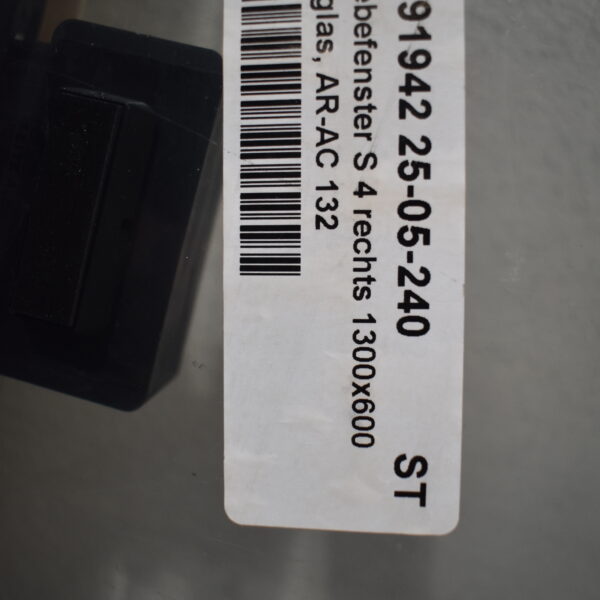 91942 25-05-240 ST
ebefenster S 4 rechts 1300x600
glas, AR-AC 132